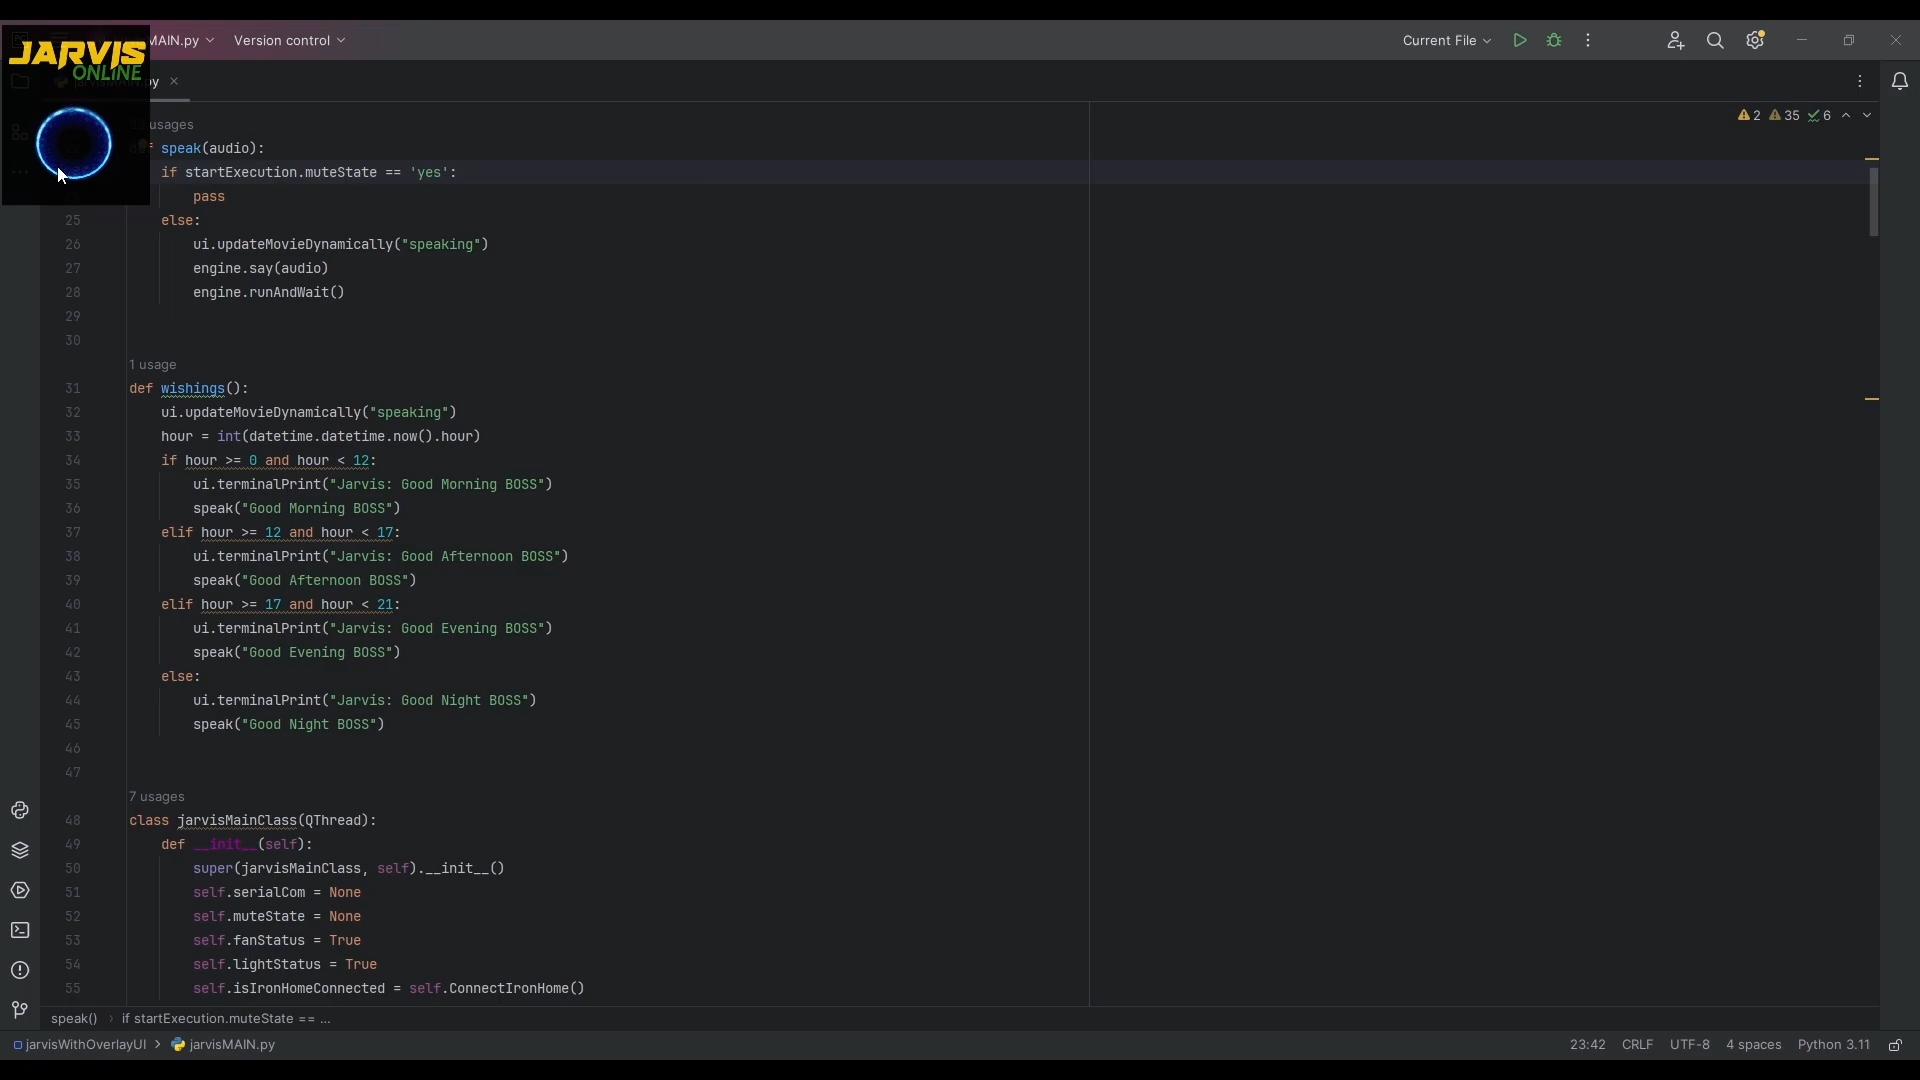 JARVIS
ONLINE
MAIN.py
Version control
Current File
jarvisMAIN.py
2 35 6
usages
speak(audio):
if startExecution.muteState == 'yes':
pass
25 else:
26 ui.updateMovieDynamically("speaking")
27 engine.say(audio)
28 engine.runAndWait()
29
30
1 usage
31 def wishings():
32 ui.updateMovieDynamically("speaking")
33 hour = int(datetime.datetime.now().hour)
34 if hour >= 0 and hour < 12:
35 ui.terminalPrint("Jarvis: Good Morning BOSS")
36 speak("Good Morning BOSS")
37 elif hour >= 12 and hour < 17:
38 ui.terminalPrint("Jarvis: Good Afternoon BOSS")
39 speak("Good Afternoon BOSS")
40 elif hour >= 17 and hour < 21:
41 ui.terminalPrint("Jarvis: Good Evening BOSS")
42 speak("Good Evening BOSS")
43 else:
44 ui.terminalPrint("Jarvis: Good Night BOSS")
45 speak("Good Night BOSS")
46
47
7 usages
48 class jarvisMainClass(QThread):
49 def __init__(self):
50 super(jarvisMainClass, self).__init__()
51 self.serialCom = None
52 self.muteState = None
53 self.fanStatus = True
54 self.lightStatus = True
55 self.isIronHomeConnected = self.ConnectIronHome()
speak() › if startExecution.muteState == ...
jarvisWithOverlayUI > jarvisMAIN.py
23:42 CRLF UTF-8 4 spaces Python 3.11